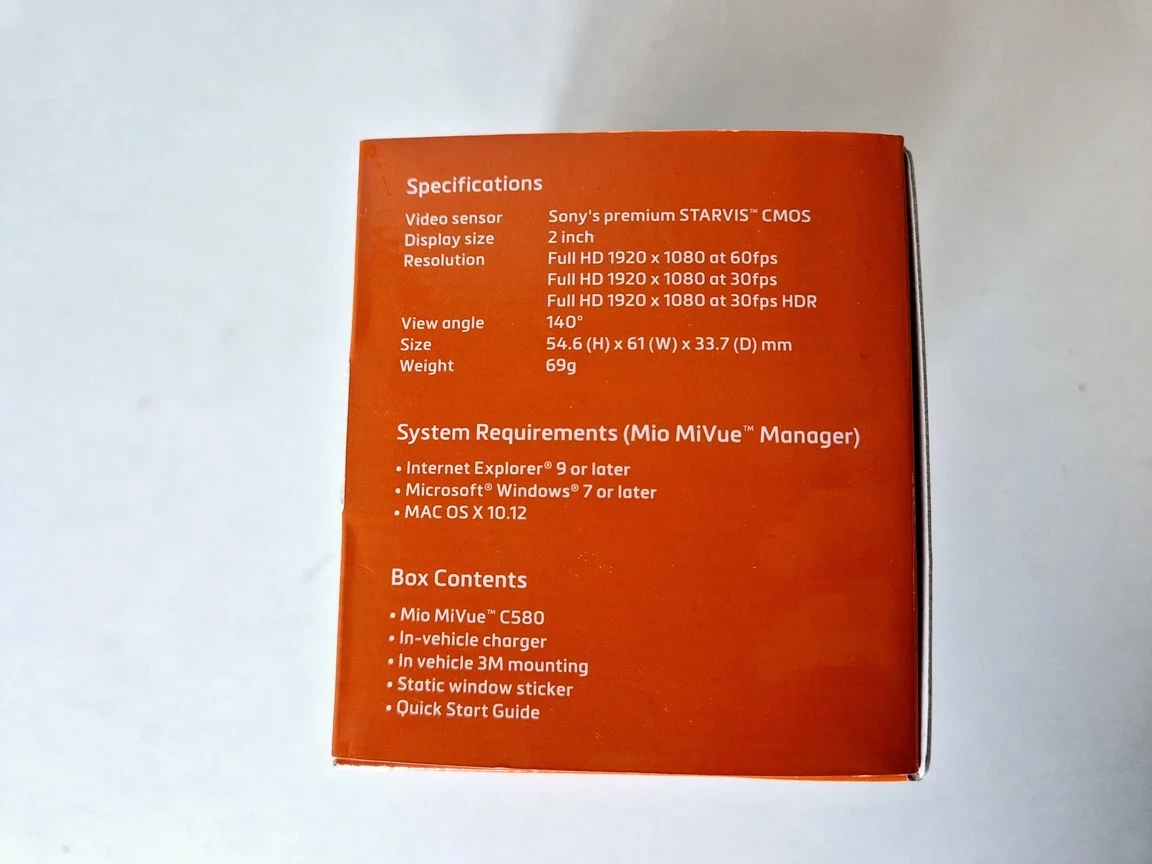 Specifications
Video sensor Sony's premium STARVIS™ CMOS
Display size 2 inch
Resolution Full HD 1920 x 1080 at 60fps
Full HD 1920 x 1080 at 30fps
Full HD 1920 x 1080 at 30fps HDR
View angle 140°
Size 54.6 (H) x 61 (W) x 33.7 (D) mm
Weight 69g
System Requirements (Mio MiVue™ Manager)
• Internet Explorer® 9 or later
• Microsoft® Windows® 7 or later
• MAC OS X 10.12
Box Contents
• Mio MiVue™ C580
• In-vehicle charger
• In vehicle 3M mounting
• Static window sticker
• Quick Start Guide